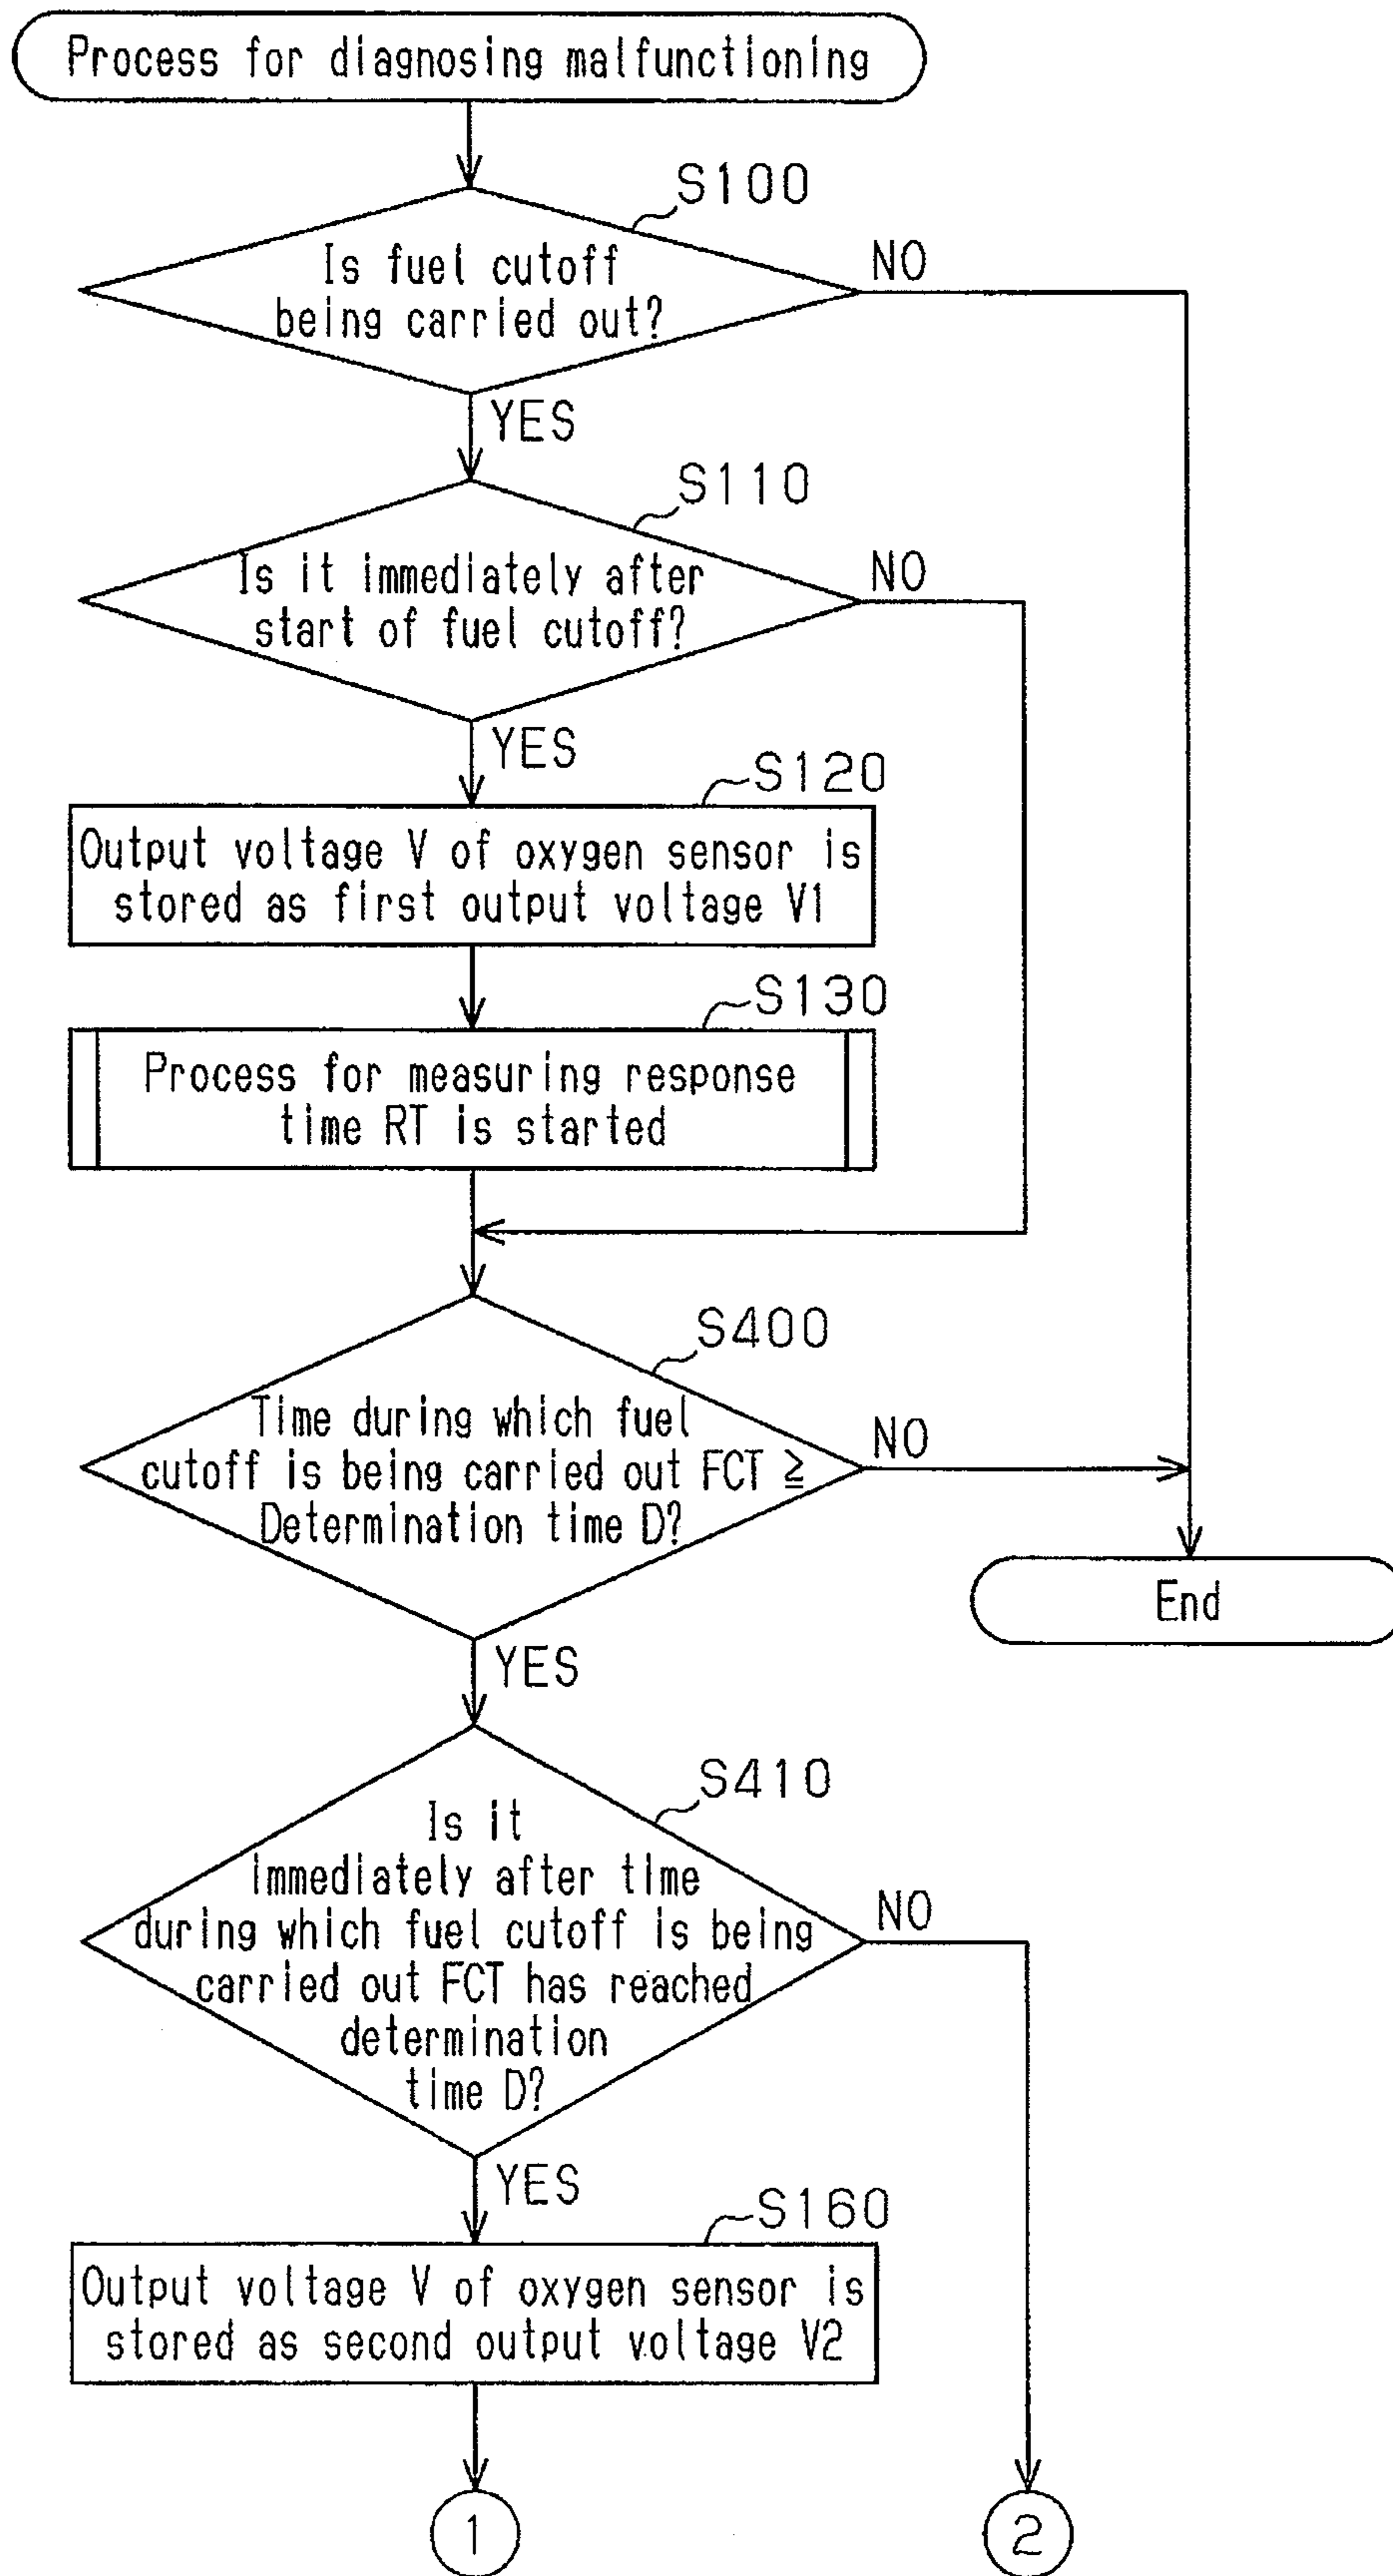 Process for diagnosing malfunctioning
S100
Is fuel cutoff
being carried out?
NO
YES
S110
Is it immediately after
start of fuel cutoff?
NO
YES
S120
Output voltage V of oxygen sensor is
stored as first output voltage V1
S130
Process for measuring response
time RT is started
S400
Time during which fuel
cutoff is being carried out FCT ≧
Determination time D?
NO
End
YES
S410
Is it
immediately after time
during which fuel cutoff is being
carried out FCT has reached
determination
time D?
NO
YES
S160
Output voltage V of oxygen sensor is
stored as second output voltage V2
1
2